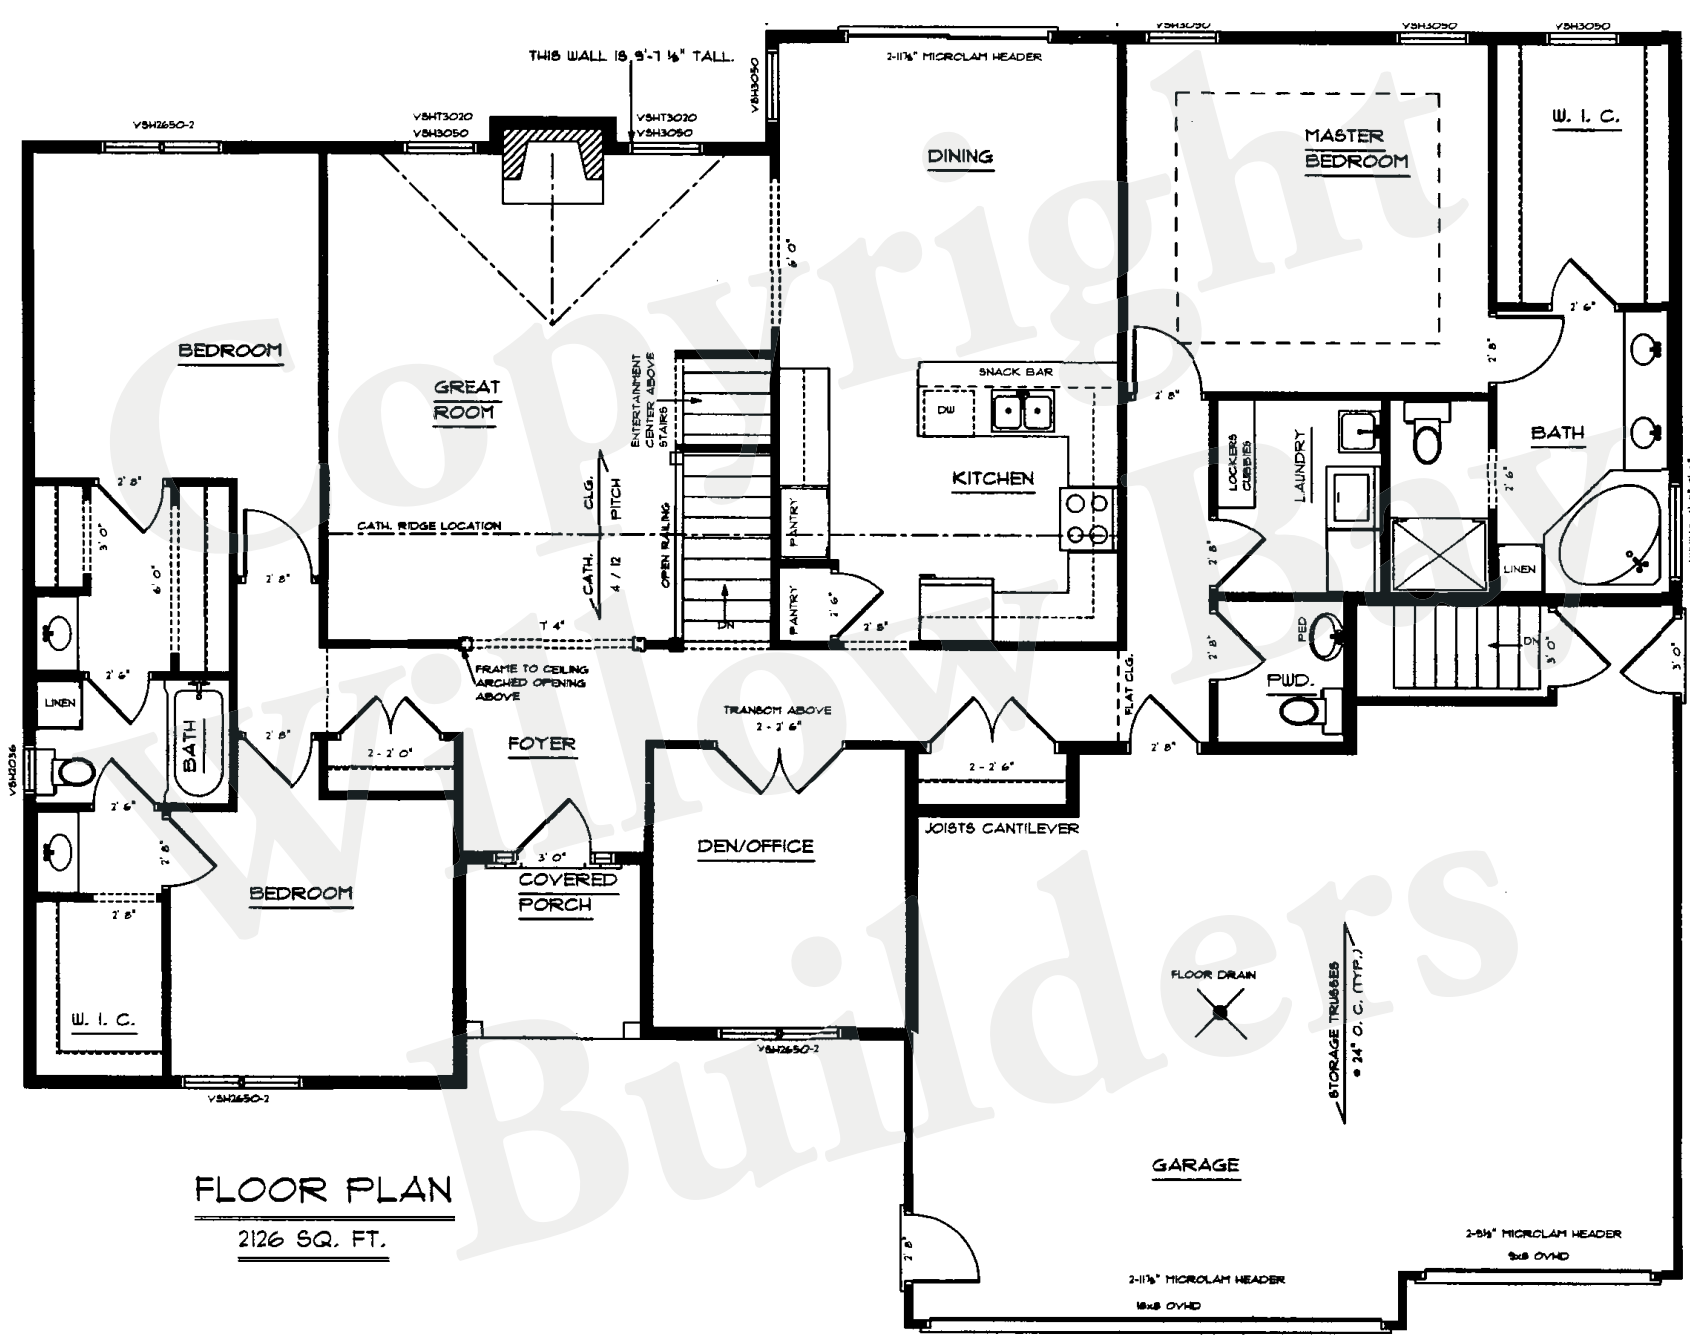 VSH3050
VSH3050
VSH3050
THIS WALL IS 9'-7 1/8" TALL.
2-11⅞" MICROLAM HEADER
VSH3050
VSHT3020
VSH3050
VSHT3020
VSH3050
VSH2650-2
W. I. C.
MASTER
BEDROOM
DINING
6' 0"
2' 6"
BEDROOM
2' 8"
GREAT
ROOM
ENTERTAINMENT
CENTER ABOVE
STAIRS
SNACK BAR
DW
2' 8"
BATH
LOCKERS
CUBBIES
LAUNDRY
KITCHEN
2' 8"
2' 6"
CATH. CLG.
4 / 12 PITCH
PANTRY
CATH. RIDGE LOCATION
OPEN RAILING
3' 0"
2' 8"
LINEN
2' 8"
6' 0"
PANTRY
2' 6"
2' 8"
DN
7' 4"
PED
2' 8"
DN
3' 0"
3' 0"
FRAME TO CEILING
ARCHED OPENING
ABOVE
2' 6"
PWD.
FLAT CLG.
LINEN
TRANSOM ABOVE
2 - 2' 6"
BATH
2' 8"
FOYER
2 - 2' 0"
2' 8"
VSH2036
2 - 2' 6"
2' 6"
JOISTS CANTILEVER
DEN/OFFICE
2' 8"
3' 0"
COVERED
PORCH
BEDROOM
2' 8"
FLOOR DRAIN
STORAGE TRUSSES
@ 24" O. C. (TYP.)
W. I. C.
VSH2650-2
VSH2650-2
GARAGE
FLOOR PLAN
2126 SQ. FT.
2' 8"
2-9½" MICROLAM HEADER
9x8 OVHD
2-11⅞" MICROLAM HEADER
16x8 OVHD
Copyright
Willow Bay
Builders